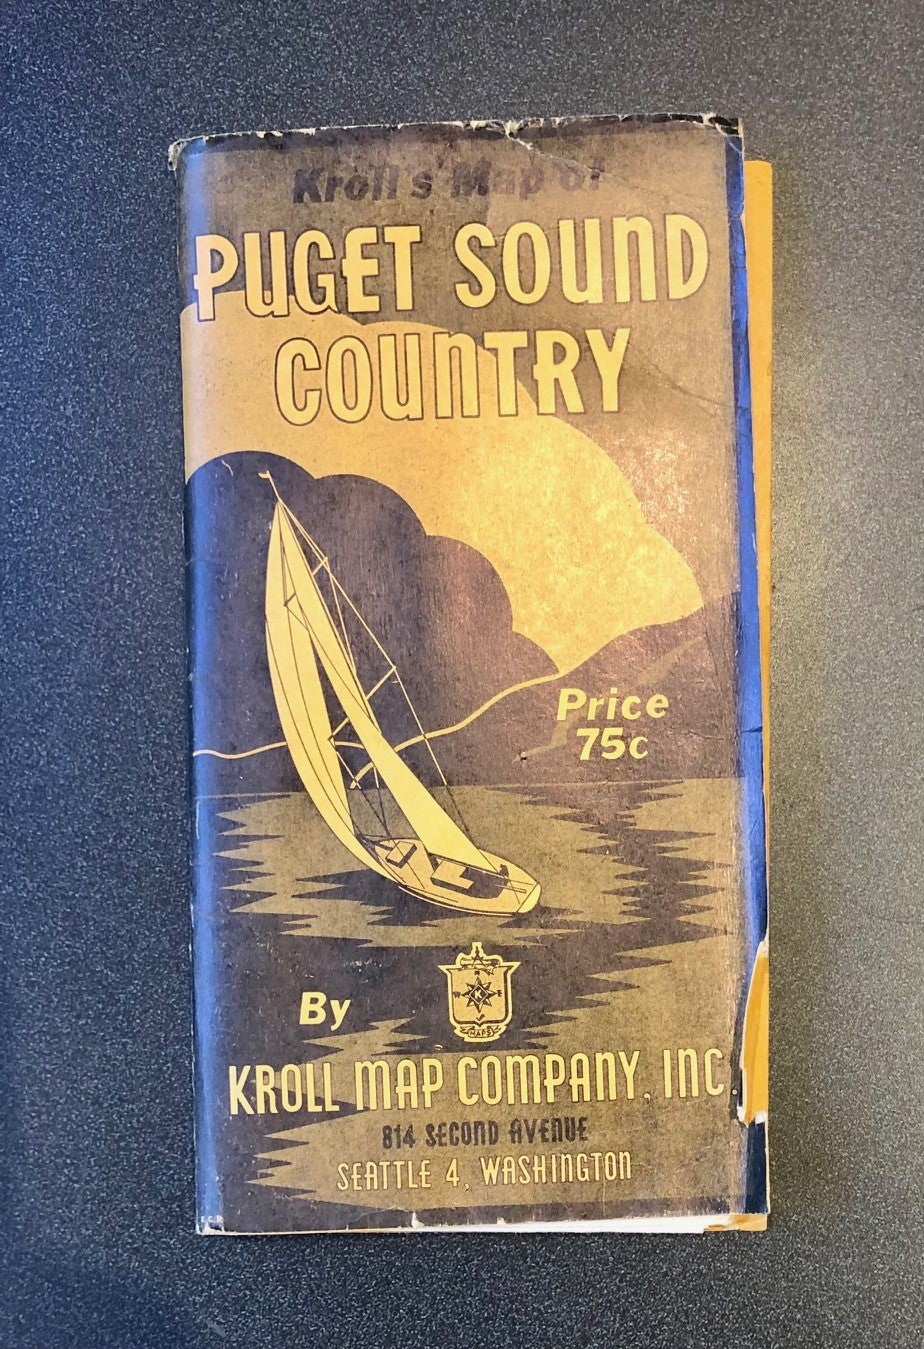 Kroll's Map of
PUGET SOUND
COUNTRY
Price
75c
By
W E
MAPS
KROLL MAP COMPANY, INC.
814 SECOND AVENUE
SEATTLE 4, WASHINGTON